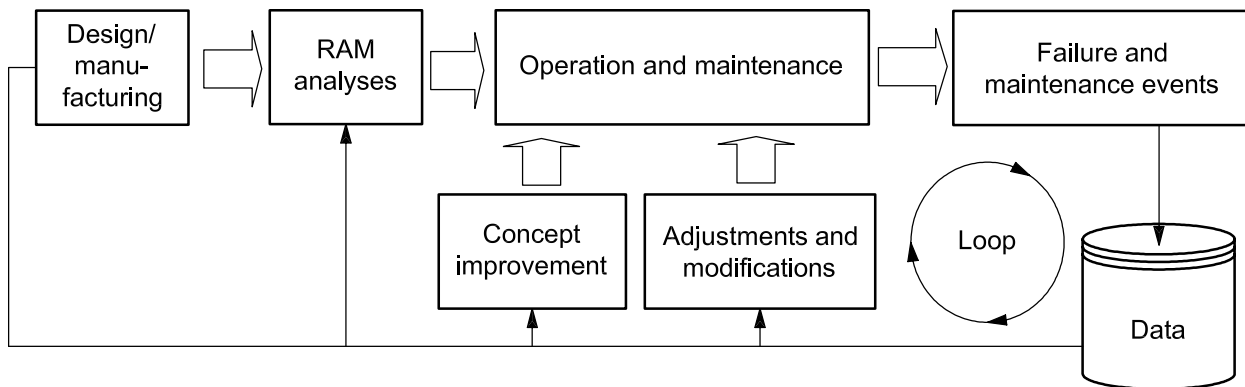 Design/
manu-
facturing
RAM
analyses
Operation and maintenance
Failure and
maintenance events
Concept
improvement
Adjustments and
modifications
Loop
Data